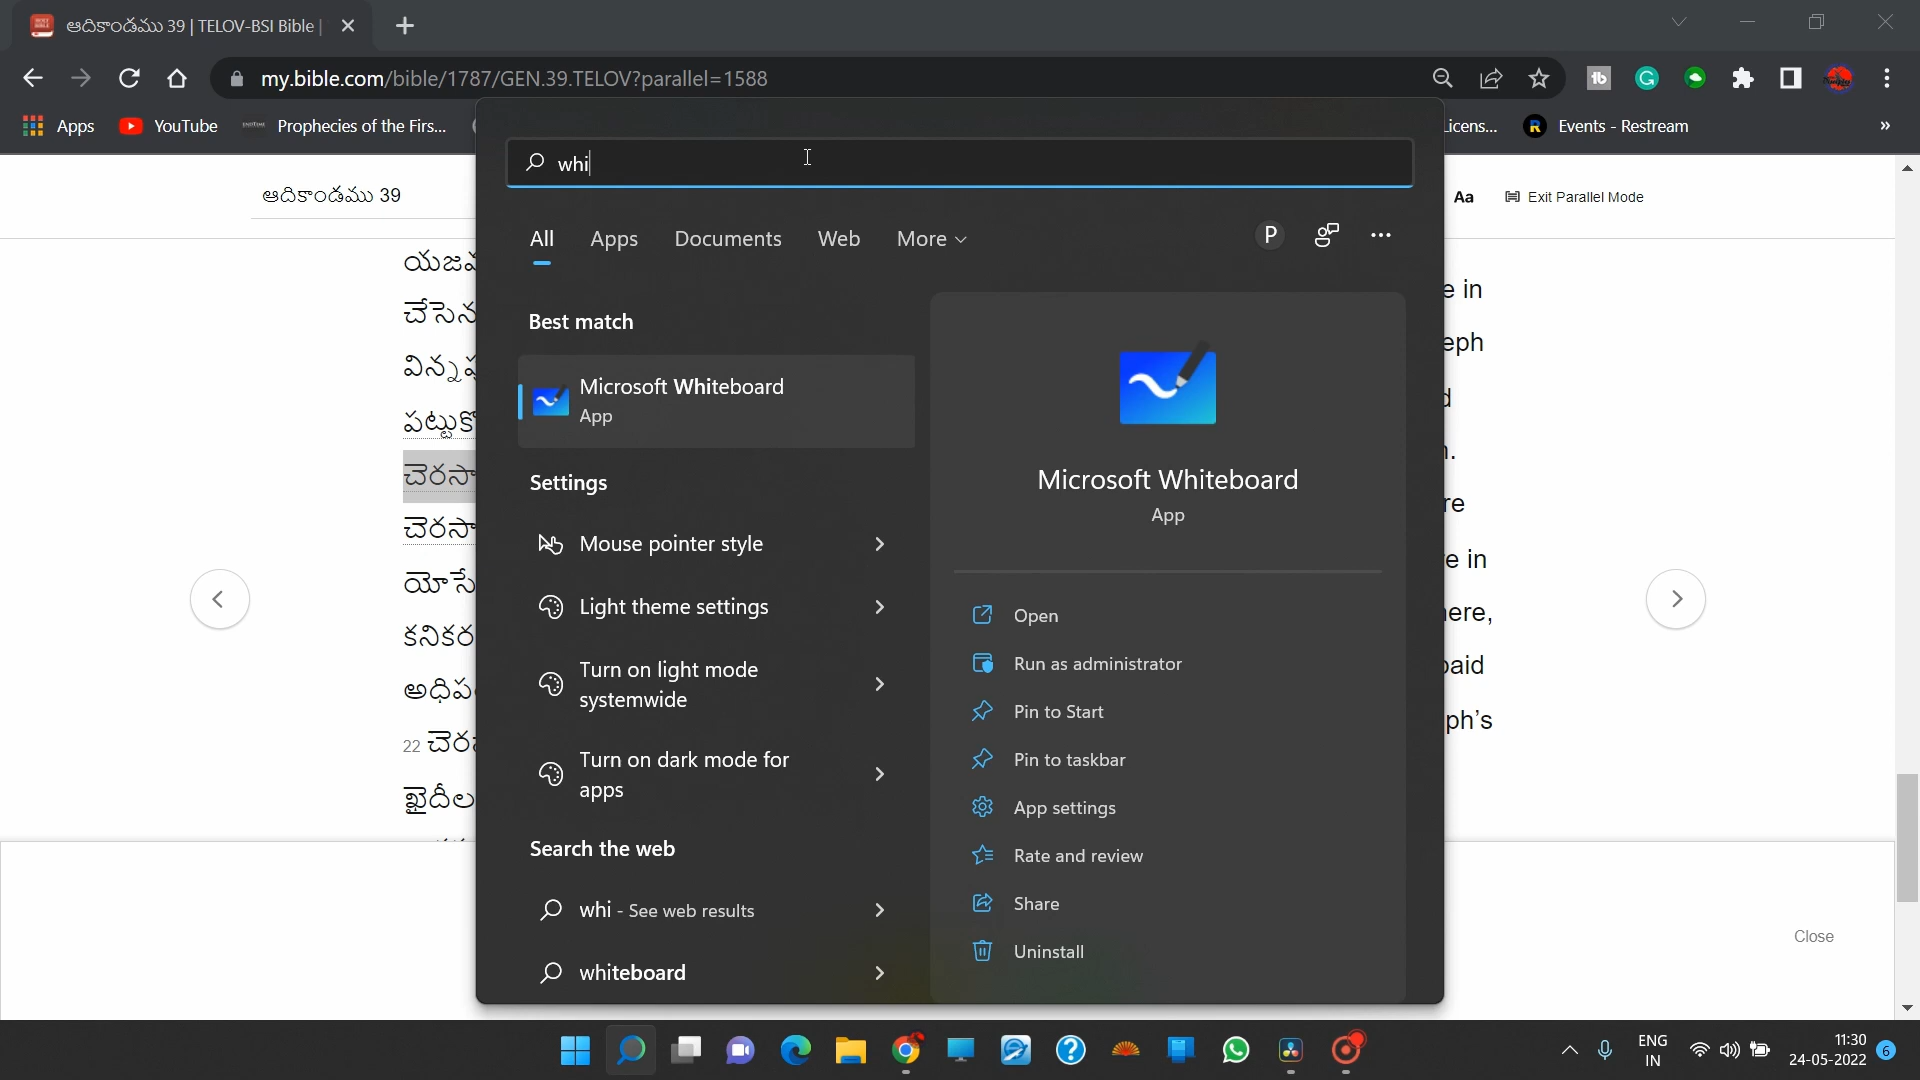 ఆదికాండము 39 | TELOV-BSI Bible |
my.bible.com/bible/1787/GEN.39.TELOV?parallel=1588
Apps
YouTube
Prophecies of the Firs...
Licens...
Events - Restream
ఆదికాండము 39
Aa
Exit Parallel Mode
whi
All
Apps
Documents
Web
More
P
Best match
Microsoft Whiteboard
App
Settings
Mouse pointer style
Light theme settings
Turn on light mode
systemwide
Turn on dark mode for
apps
Search the web
whi - See web results
whiteboard
Microsoft Whiteboard
App
Open
Run as administrator
Pin to Start
Pin to taskbar
App settings
Rate and review
Share
Uninstall
22
in
here,
Close
ENG
IN
11:30
24-05-2022
6